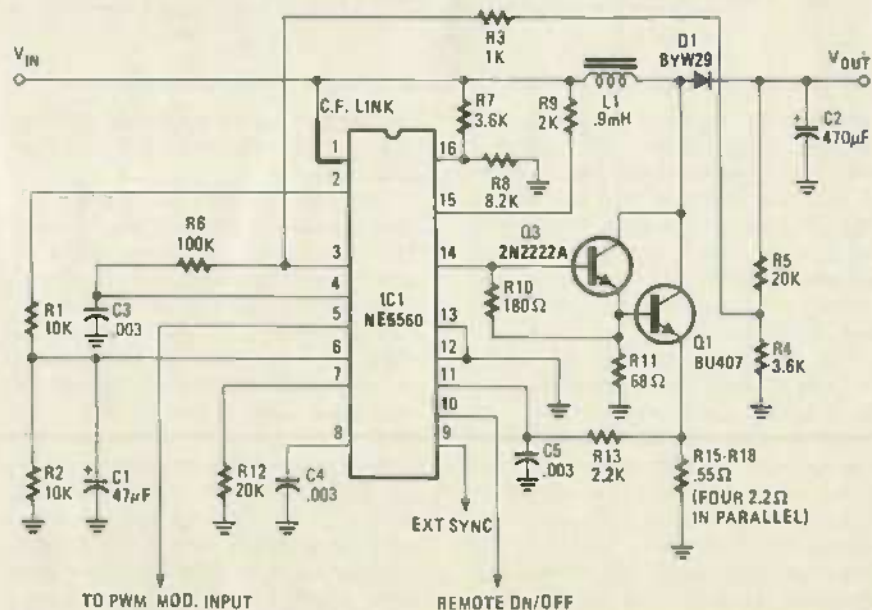 R3
1K
VIN
D1
BYW29
VOUT
C.F. LINK
R7
3.6K
R9
2K
L1
.9mH
C2
470µF
+
1
16
2
R8
8.2K
15
R6
100K
Q3
2N2222A
3
14
4
IC1
NE5560
R10
180Ω
R5
20K
C3
.003
R1
10K
5
13
6
12
Q1
BU407
R4
3.6K
7
11
R11
68Ω
10
8
9
R2
10K
+
C1
47µF
R12
20K
C4
.003
C5
.003
R13
2.2K
R15-R18
.55Ω
(FOUR 2.2Ω
IN PARALLEL)
EXT SYNC
TO PWM MOD. INPUT
REMOTE ON/OFF